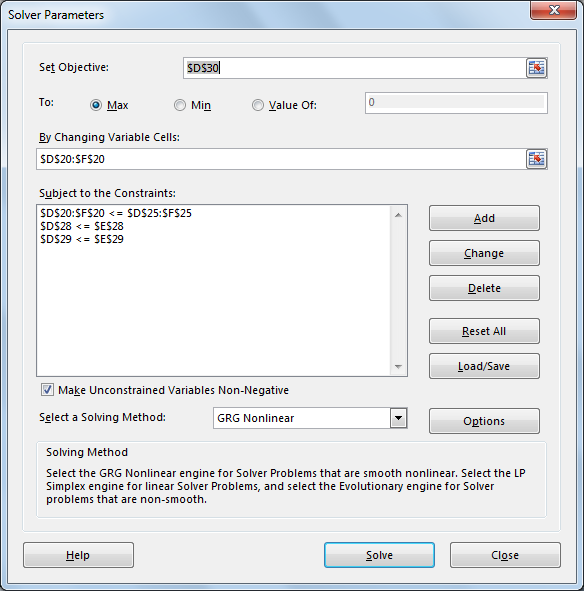 Solver Parameters
Set Objective: $D$30
To: Max Min Value Of: 0
By Changing Variable Cells:
$D$20:$F$20
Subject to the Constraints:
$D$20:$F$20 <= $D$25:$F$25
$D$28 <= $E$28
$D$29 <= $E$29
Add
Change
Delete
Reset All
Load/Save
Make Unconstrained Variables Non-Negative
Select a Solving Method: GRG Nonlinear Options
Solving Method
Select the GRG Nonlinear engine for Solver Problems that are smooth nonlinear. Select the LP
Simplex engine for linear Solver Problems, and select the Evolutionary engine for Solver
problems that are non-smooth.
Help Solve Close